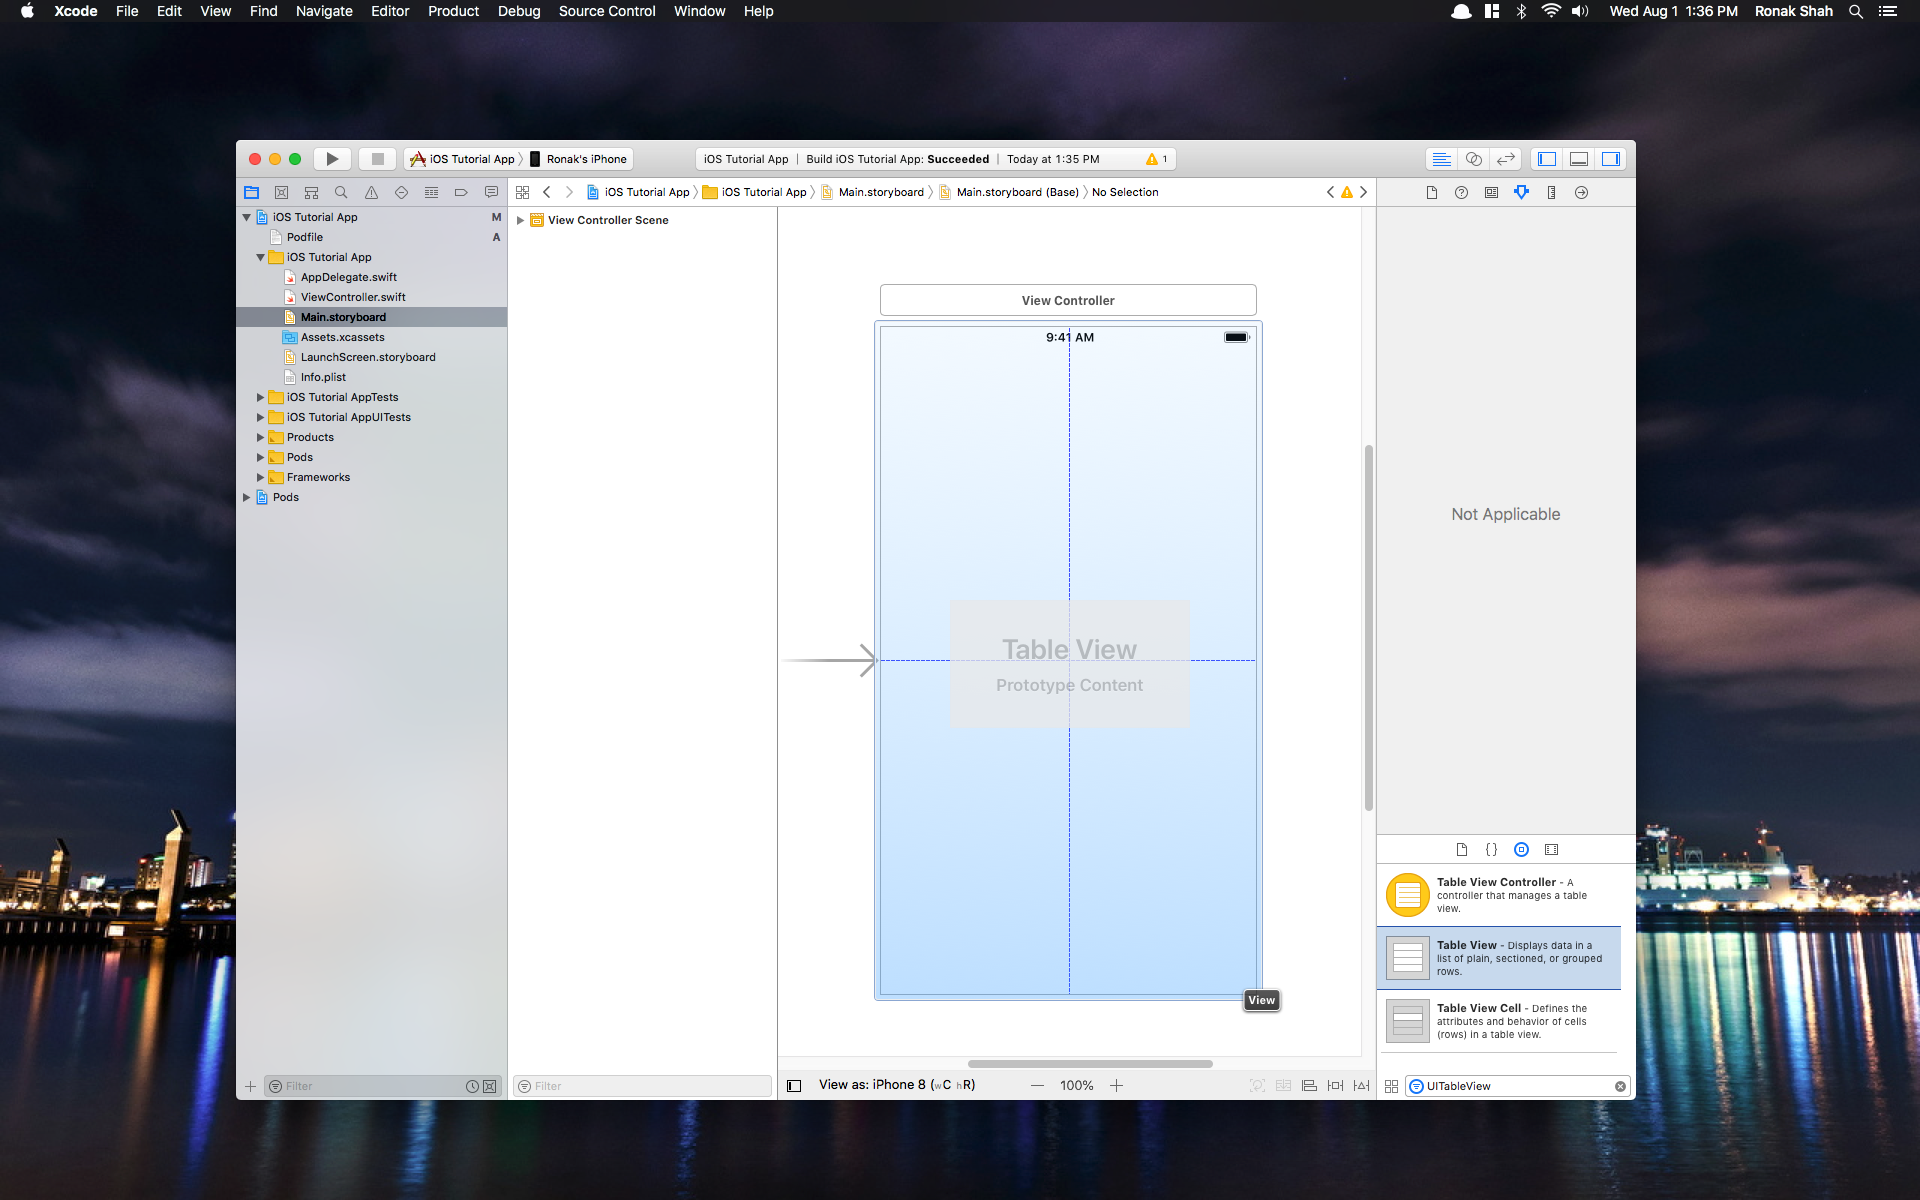 Xcode File Edit View Find Navigate Editor Product Debug Source Control Window Help
Wed Aug 1 1:36 PM Ronak Shah
iOS Tutorial App
Ronak's iPhone
iOS Tutorial App | Build iOS Tutorial App: Succeeded | Today at 1:35 PM
1
iOS Tutorial App
iOS Tutorial App
Main.storyboard
Main.storyboard (Base)
No Selection
iOS Tutorial App M
Podfile A
iOS Tutorial App
AppDelegate.swift
ViewController.swift
Main.storyboard
Assets.xcassets
LaunchScreen.storyboard
Info.plist
iOS Tutorial AppTests
iOS Tutorial AppUITests
Products
Pods
Frameworks
Pods
Filter
View Controller Scene
Filter
View Controller
9:41 AM
Table View
Prototype Content
View
View as: iPhone 8 (wC hR)
100%
Not Applicable
{}
Table View Controller - A
controller that manages a table
view.
Table View - Displays data in a
list of plain, sectioned, or grouped
rows.
Table View Cell - Defines the
attributes and behavior of cells
(rows) in a table view.
UITableView